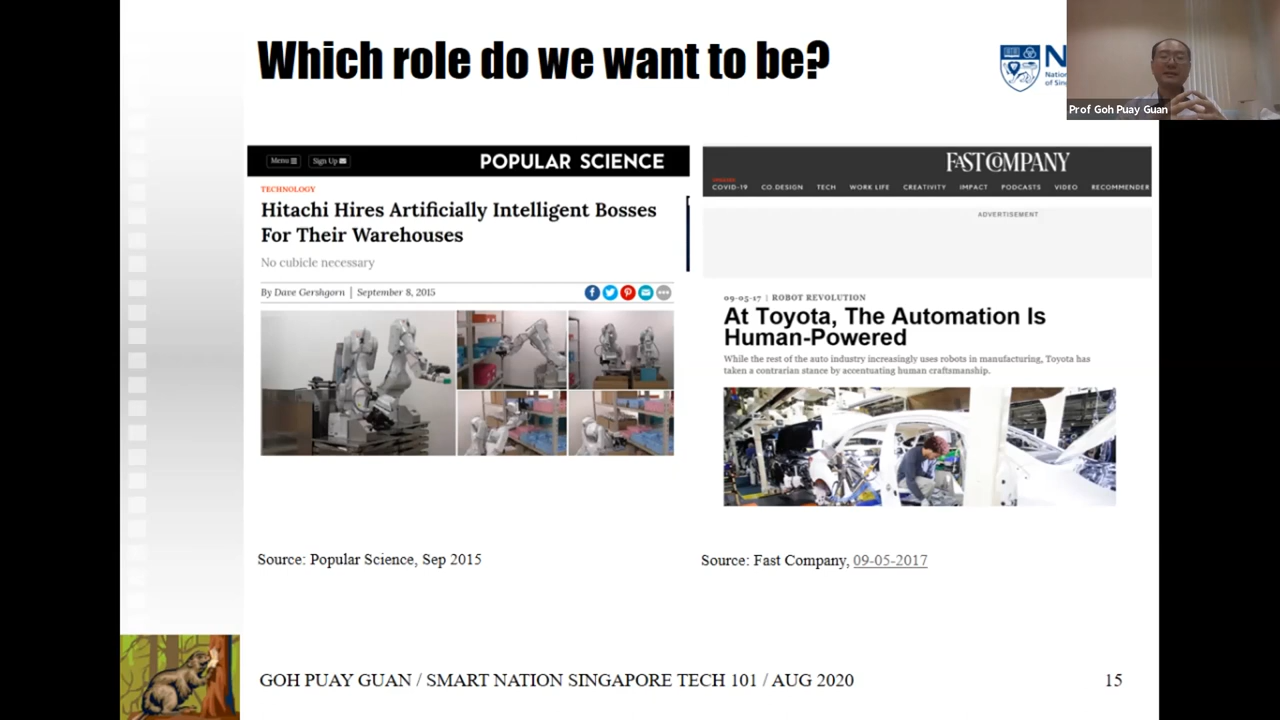 Which role do we want to be?
N
Nation
of Sin
Prof Goh Puay Guan
Menu
Sign Up
POPULAR SCIENCE
TECHNOLOGY
Hitachi Hires Artificially Intelligent Bosses
For Their Warehouses
No cubicle necessary
By Dave Gershgorn | September 8, 2015
FAST COMPANY
COVID-19 CO.DESIGN TECH WORK LIFE CREATIVITY IMPACT PODCASTS VIDEO RECOMMENDER
ADVERTISEMENT
09-05-17 | ROBOT REVOLUTION
At Toyota, The Automation Is
Human-Powered
While the rest of the auto industry increasingly uses robots in manufacturing, Toyota has
taken a contrarian stance by accentuating human craftsmanship.
Source: Popular Science, Sep 2015
Source: Fast Company, 09-05-2017
GOH PUAY GUAN / SMART NATION SINGAPORE TECH 101 / AUG 2020
15